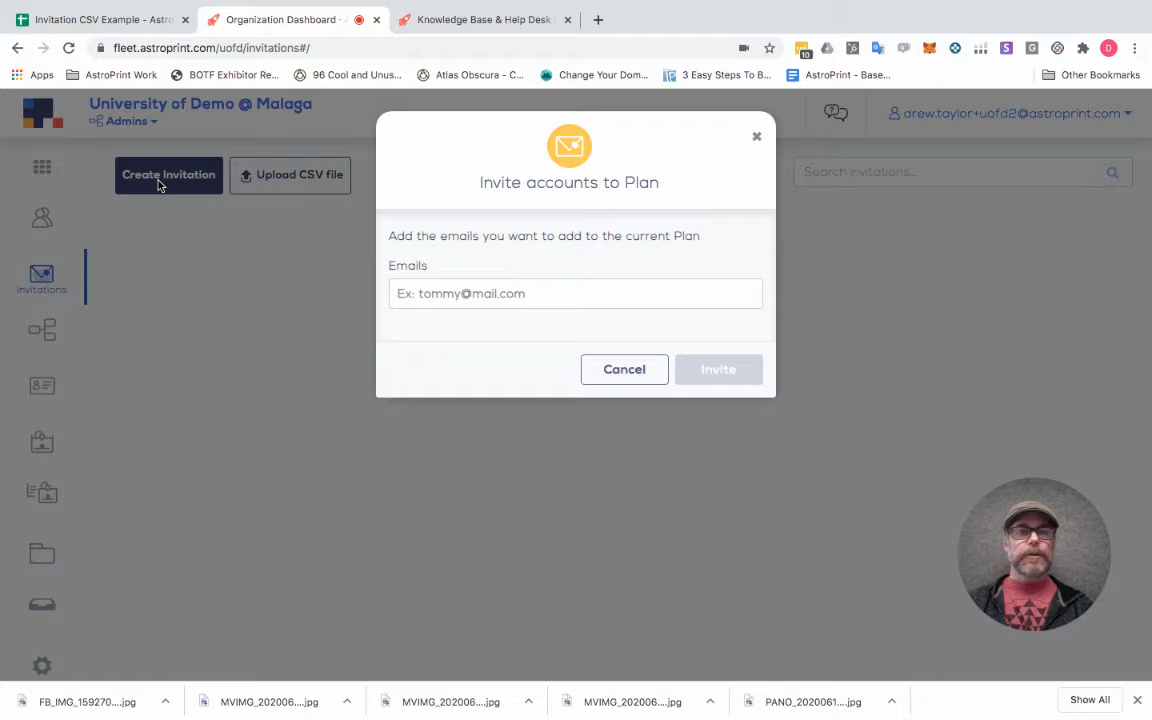 Invitation CSV Example - Astro
Organization Dashboard ·
Knowledge Base & Help Desk
fleet.astroprint.com/uofd/invitations#/
10
S
G
D
Apps
AstroPrint Work
BOTF Exhibitor Re...
96 Cool and Unus...
Atlas Obscura - C...
Change Your Dom...
3 Easy Steps To B...
AstroPrint - Base...
Other Bookmarks
University of Demo @ Malaga
Admins
drew.taylor+uofd2@astroprint.com
Create Invitation
Upload CSV file
Search invitations...
Invitations
Invite accounts to Plan
Add the emails you want to add to the current Plan
Emails
Ex: tommy@mail.com
Cancel
Invite
FB_IMG_159270....jpg
MVIMG_202006....jpg
MVIMG_202006....jpg
MVIMG_202006....jpg
PANO_2020061....jpg
Show All